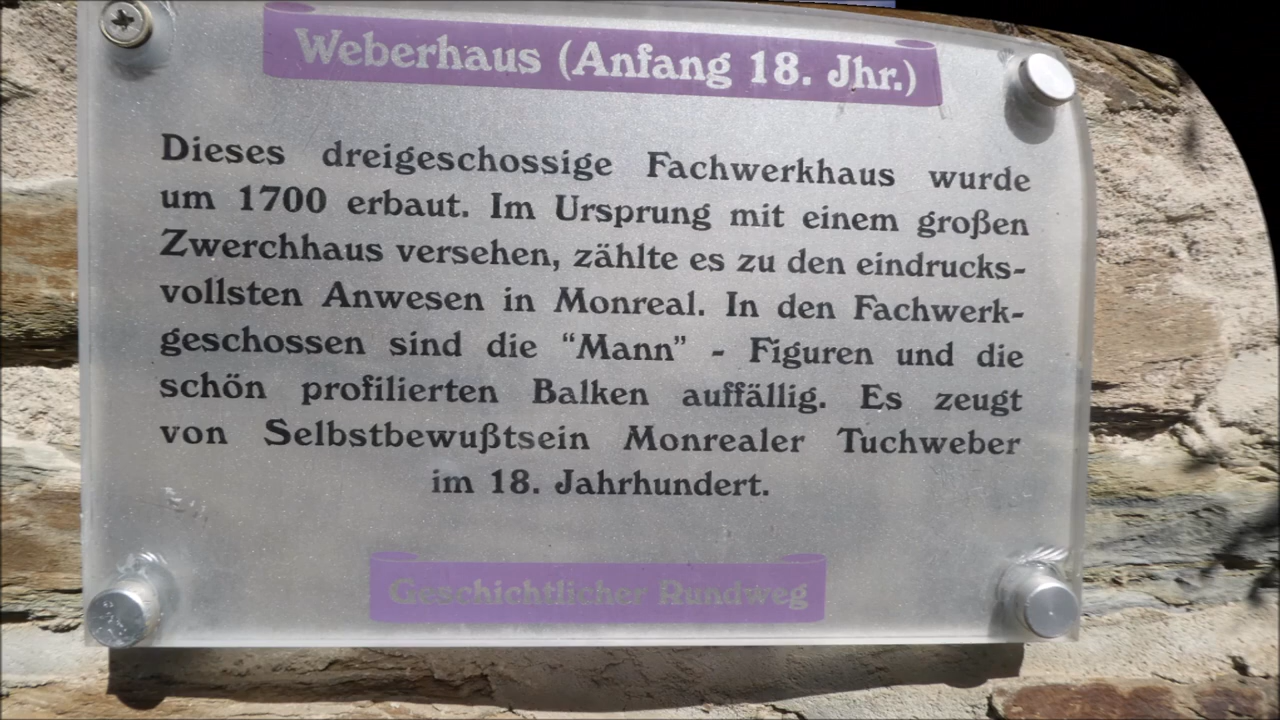 Weberhaus (Anfang 18. Jhr.)
Dieses dreigeschossige Fachwerkhaus wurde
um 1700 erbaut. Im Ursprung mit einem großen
Zwerchhaus versehen, zählte es zu den eindrucks-
vollsten Anwesen in Monreal. In den Fachwerk-
geschossen sind die “Mann” - Figuren und die
schön profilierten Balken auffällig. Es zeugt
von Selbstbewußtsein Monrealer Tuchweber
im 18. Jahrhundert.
Geschichtlicher Rundweg